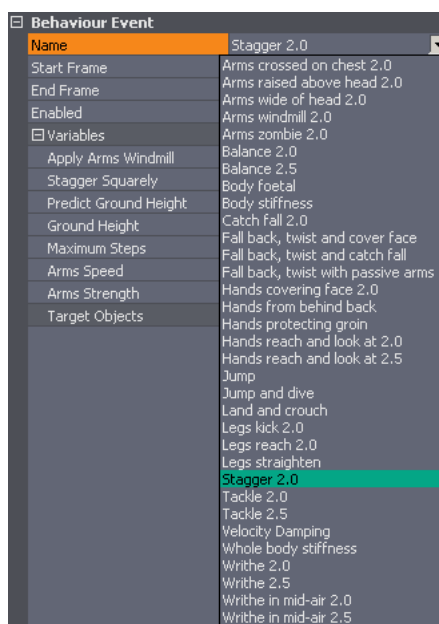 Behaviour Event
Name Stagger 2.0
Start Frame
End Frame
Enabled
Variables
Apply Arms Windmill
Stagger Squarely
Predict Ground Height
Ground Height
Maximum Steps
Arms Speed
Arms Strength
Target Objects
Arms crossed on chest 2.0
Arms raised above head 2.0
Arms wide of head 2.0
Arms windmill 2.0
Arms zombie 2.0
Balance 2.0
Balance 2.5
Body foetal
Body stiffness
Catch fall 2.0
Fall back, twist and cover face
Fall back, twist and catch fall
Fall back, twist with passive arms
Hands covering face 2.0
Hands from behind back
Hands protecting groin
Hands reach and look at 2.0
Hands reach and look at 2.5
Jump
Jump and dive
Land and crouch
Legs kick 2.0
Legs reach 2.0
Legs straighten
Stagger 2.0
Tackle 2.0
Tackle 2.5
Velocity Damping
Whole body stiffness
Writhe 2.0
Writhe 2.5
Writhe in mid-air 2.0
Writhe in mid-air 2.5